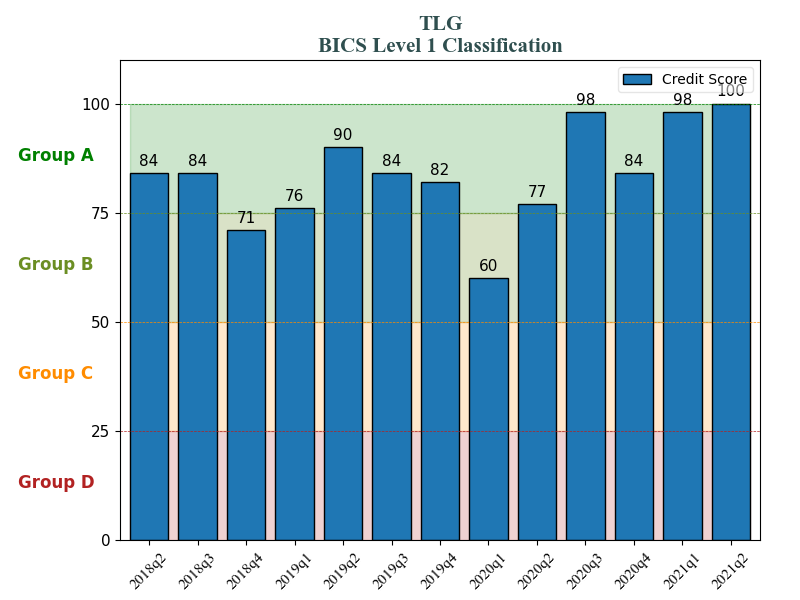 TLG
BICS Level 1 Classification
Credit Score
100
98
98
100
Group A
84
84
76
90
84
82
77
84
75
71
Group B
60
50
Group C
25
Group D
0
2018q2
2018q3
2018q4
2019q1
2019q2
2019q3
2019q4
2020q1
2020q2
2020q3
2020q4
2021q1
2021q2